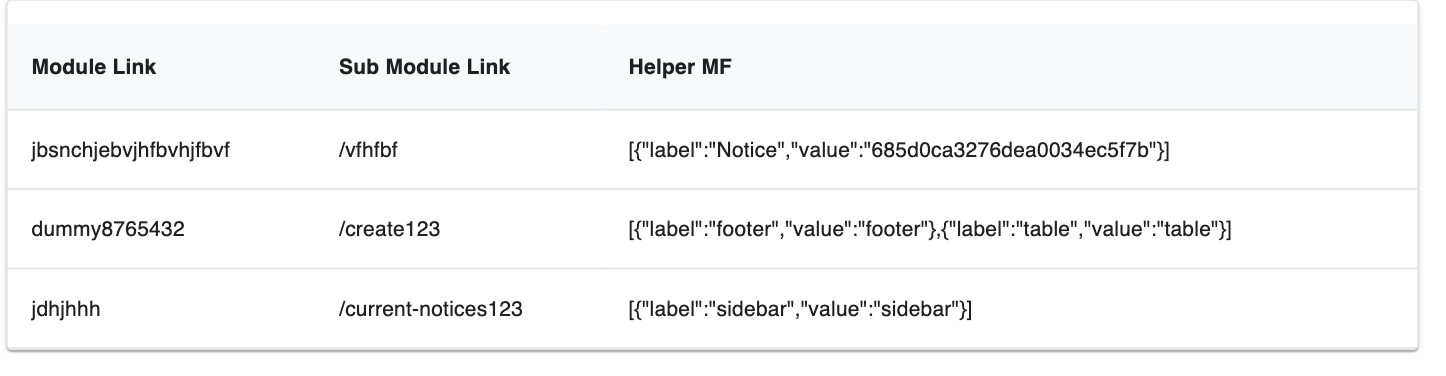 Module Link Sub Module Link Helper MF
jbsnchjebvjhfbvhjfbvf /vfhfbf [{"label":"Notice","value":"685d0ca3276dea0034ec5f7b"}]
dummy8765432 /create123 [{"label":"footer","value":"footer"},{"label":"table","value":"table"}]
jdhjhhh /current-notices123 [{"label":"sidebar","value":"sidebar"}]